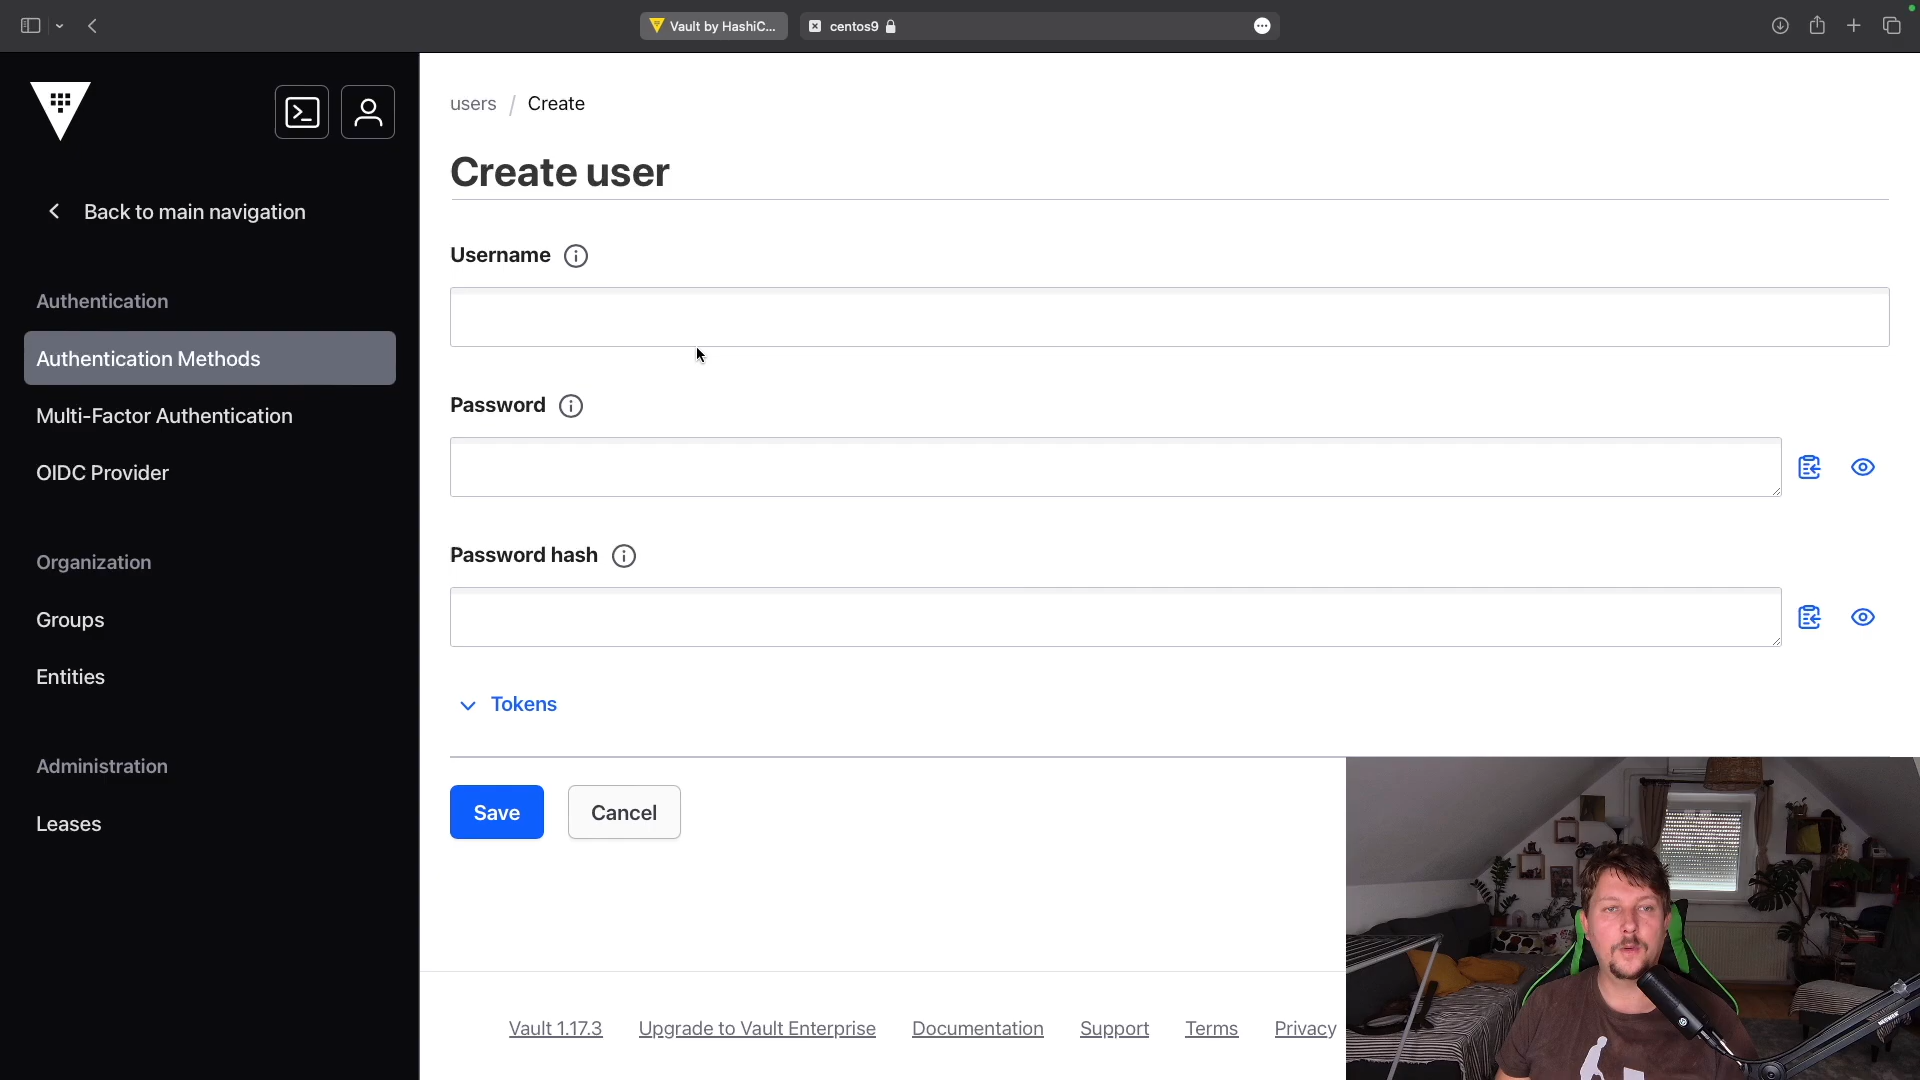 Vault by HashiC...
centos9
Back to main navigation
Authentication
Authentication Methods
Multi-Factor Authentication
OIDC Provider
Organization
Groups
Entities
Administration
Leases
users / Create
Create user
Username
Password
Password hash
Tokens
Save
Cancel
Vault 1.17.3
Upgrade to Vault Enterprise
Documentation
Support
Terms
Privacy